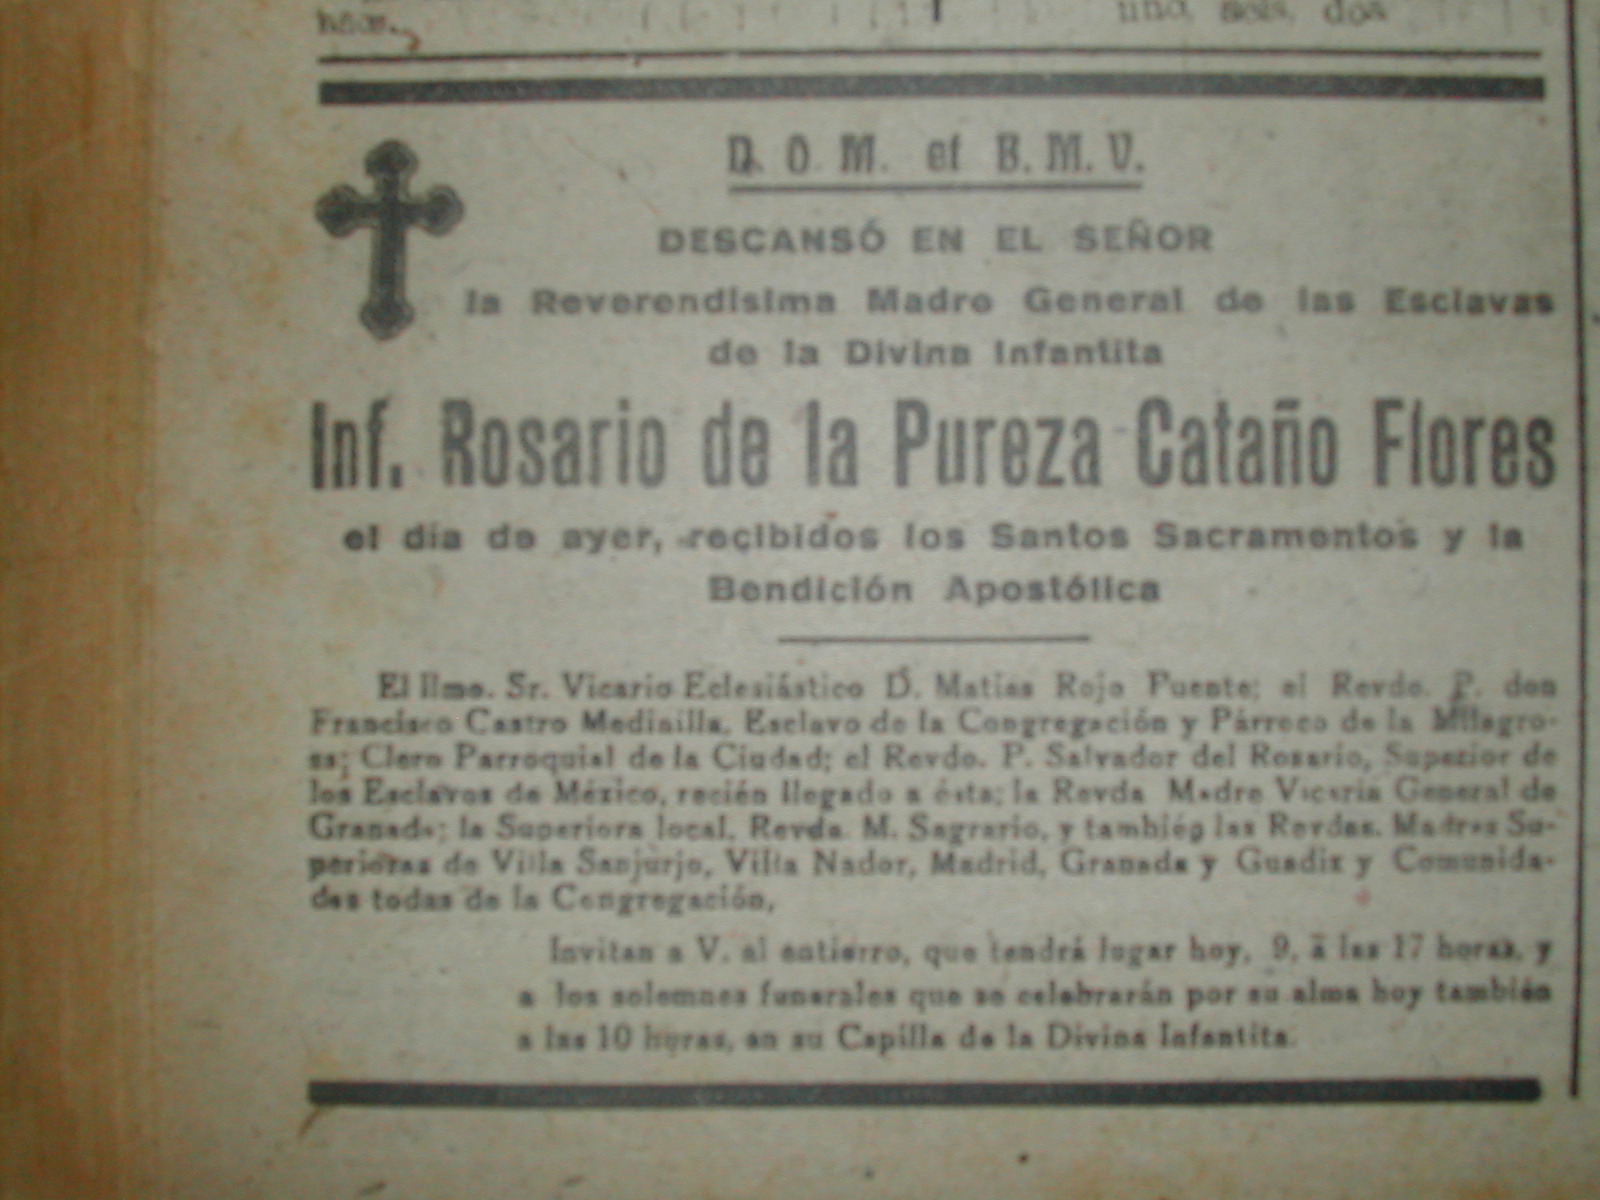 una, seis, dos
D. O. M. et B. M. V.
DESCANSÓ EN EL SEÑOR
la Reverendisima Madre General de las Esclavas
de la Divina Infantita
Inf. Rosario de la Pureza Cataño Flores
el día de ayer, recibidos los Santos Sacramentos y la
Bendición Apostólica
El Ilmo. Sr. Vicario Eclesiástico D. Matías Rojo Puente; el Revdo. P. don
Francisco Castro Medinilla, Esclavo de la Congregación y Párroco de la Milagro-
sa; Clero Parroquial de la Ciudad; el Revdo. P. Salvador del Rosario, Superior de
los Esclavos de México, recién llegado a ésta; la Revda Madre Vicaria General de
Granada; la Superiora local, Revda. M. Sagrario, y también las Revdas. Madres Su-
perioras de Villa Sanjurjo, Villa Nador, Madrid, Granada y Guadix y Comunida-
des todas de la Congregación,
Invitan a V. al entierro, que tendrá lugar hoy, 9, a las 17 horas, y
a los solemnes funerales que se celebrarán por su alma hoy también
a las 10 horas, en su Capilla de la Divina Infantita.